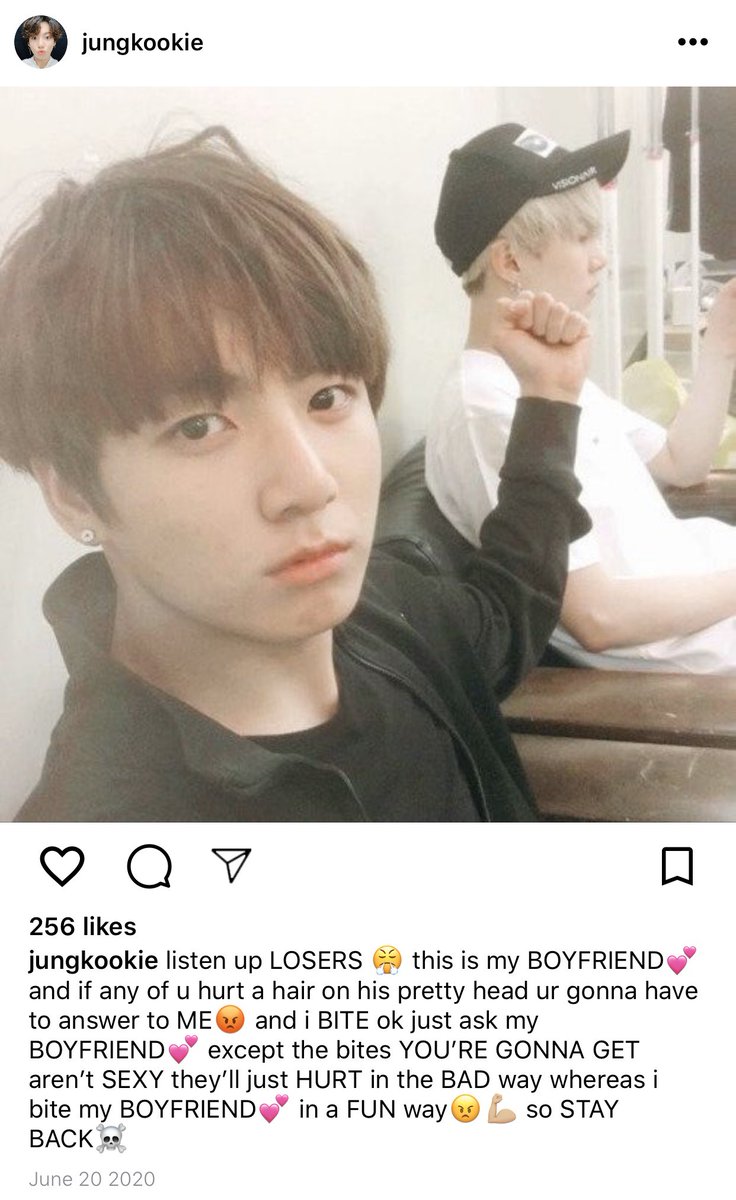 jungkookie
VISIONAIR
256 likes
jungkookie listen up LOSERS 😤 this is my BOYFRIEND💕
and if any of u hurt a hair on his pretty head ur gonna have
to answer to ME😡 and i BITE ok just ask my
BOYFRIEND💕 except the bites YOU’RE GONNA GET
aren’t SEXY they’ll just HURT in the BAD way whereas i
bite my BOYFRIEND💕 in a FUN way😠💪🏼 so STAY
BACK☠️
June 20 2020